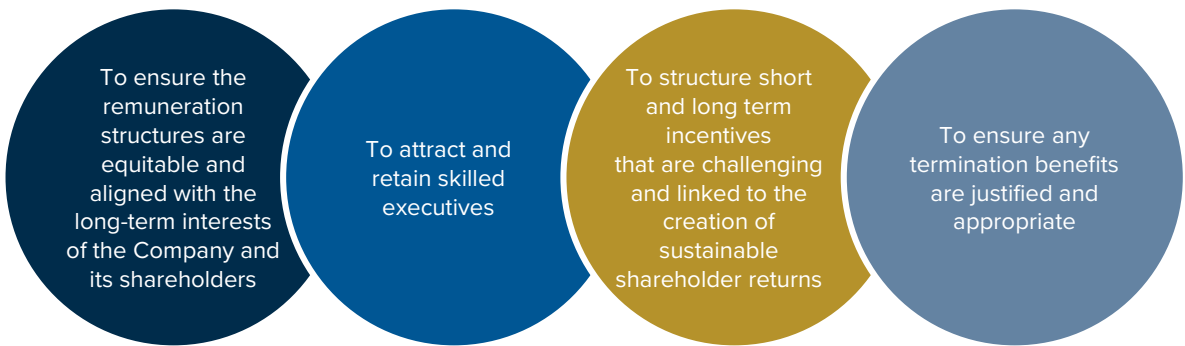 To ensure the
remuneration
structures are
equitable and
aligned with the
long-term interests
of the Company and
its shareholders
To attract and
retain skilled
executives
To structure short
and long term
incentives
that are challenging
and linked to the
creation of
sustainable
shareholder returns
To ensure any
termination benefits
are justified and
appropriate